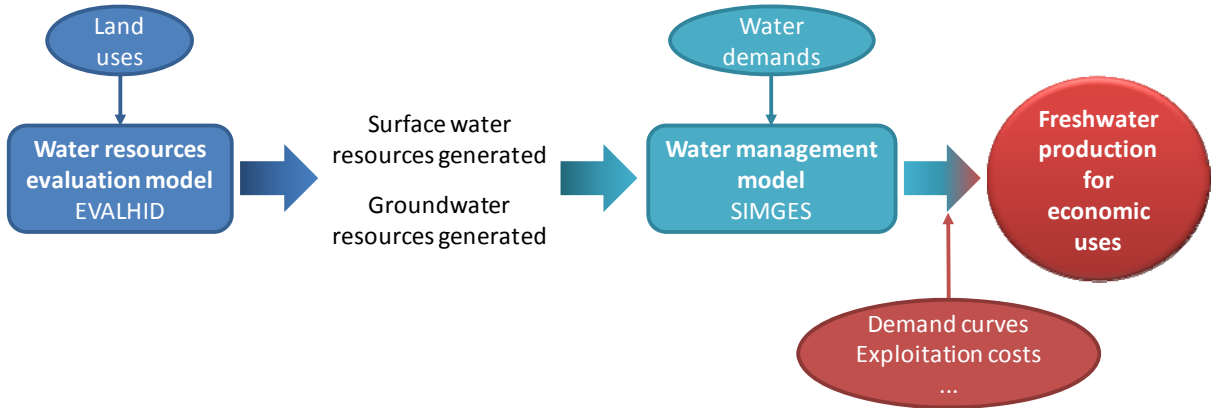 Land
uses
Water resources
evaluation model
EVALHID
Surface water
resources generated
Groundwater
resources generated
Water
demands
Water management
model
SIMGES
Freshwater
production
for
economic
uses
Demand curves
Exploitation costs
...